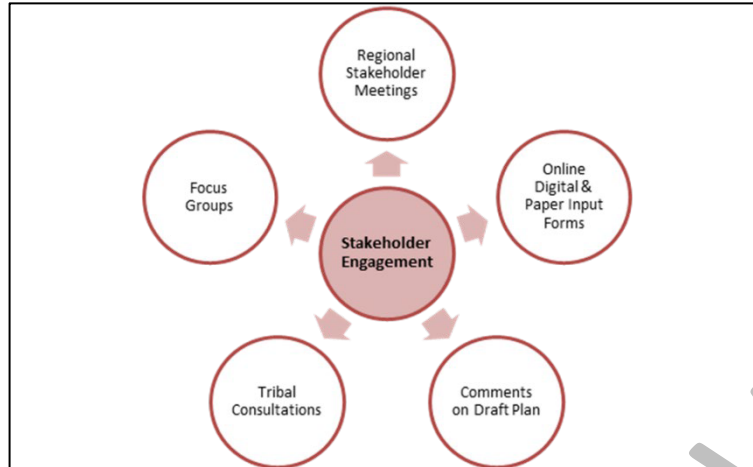 Regional
Stakeholder
Meetings
Online
Digital &
Paper Input
Forms
Focus
Groups
Stakeholder
Engagement
Tribal
Consultations
Comments
on Draft Plan